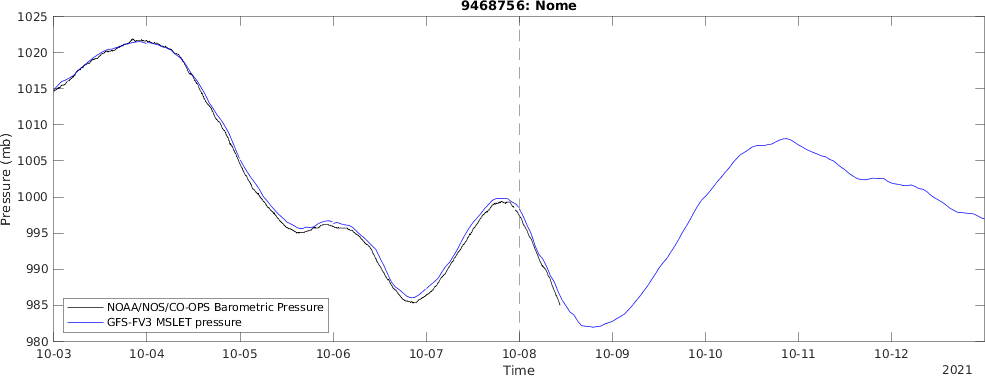 9468756: Nome
1025
1020
1015
1010
1005
1000
995
990
985
980
Pressure (mb)
NOAA/NOS/CO-OPS Barometric Pressure
GFS-FV3 MSLET pressure
10-03 10-04 10-05 10-06 10-07 10-08 10-09 10-10 10-11 10-12
Time
2021